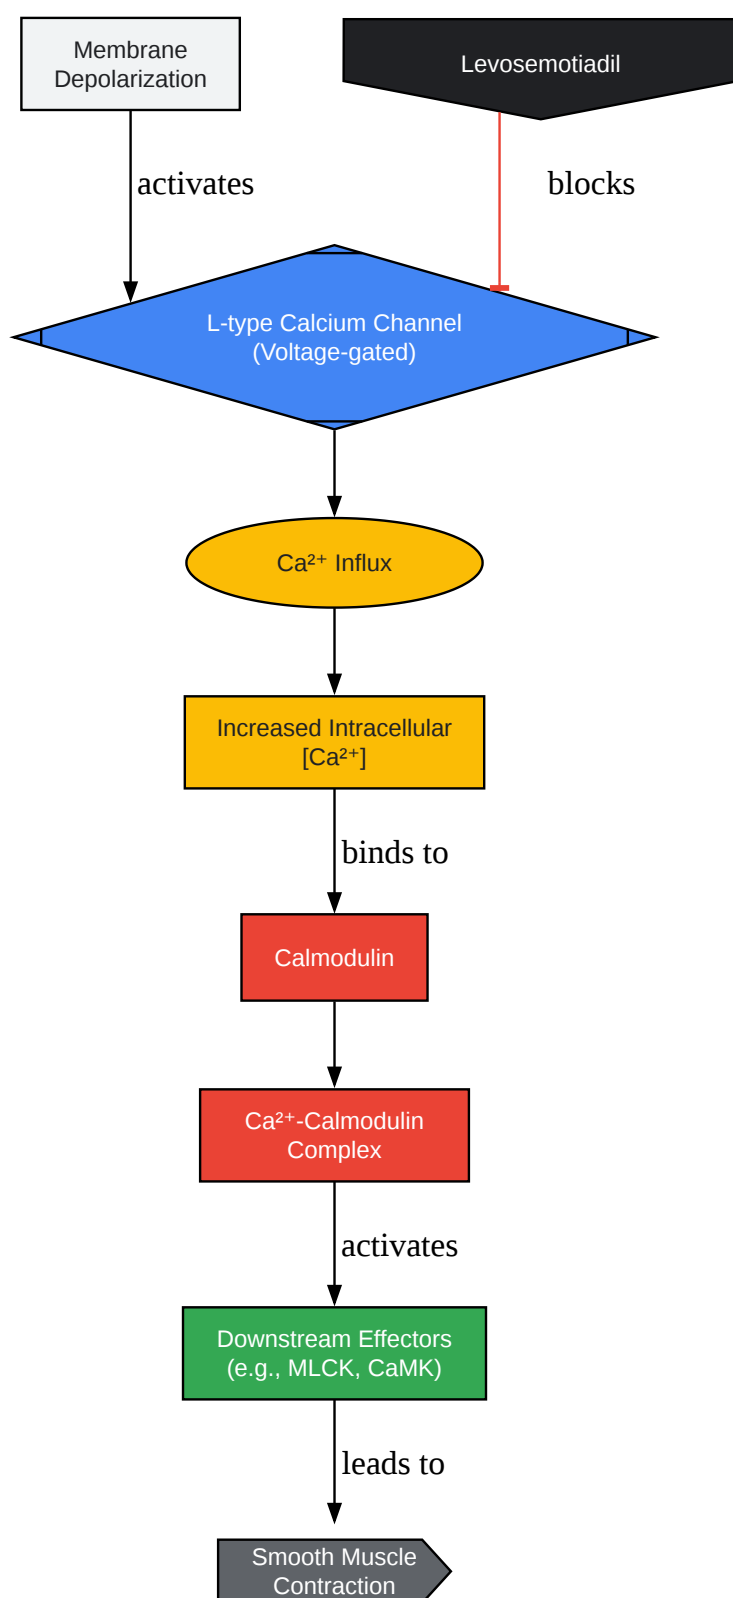 Membrane
Depolarization
Levosemotiadil
activates
blocks
L-type Calcium Channel
(Voltage-gated)
Ca²⁺ Influx
Increased Intracellular
[Ca²⁺]
binds to
Calmodulin
Ca²⁺-Calmodulin
Complex
activates
Downstream Effectors
(e.g., MLCK, CaMK)
leads to
Smooth Muscle
Contraction